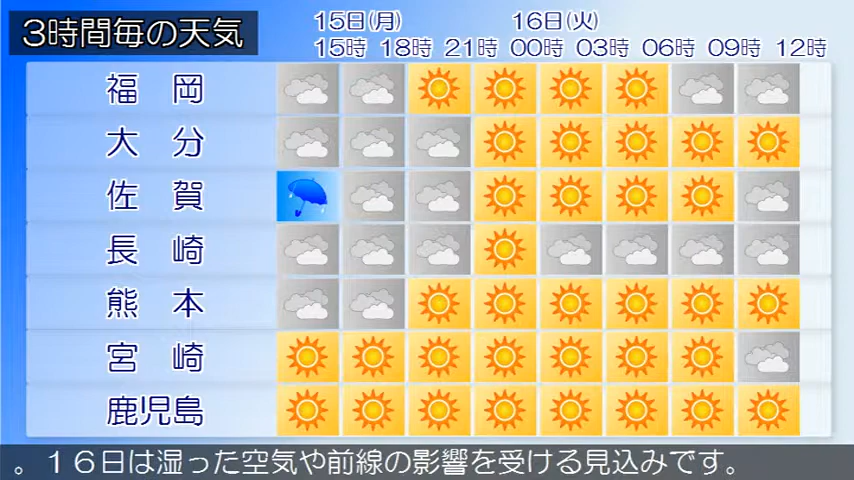 3時間毎の天気
15日(月) 16日(火)
15時 18時 21時 00時 03時 06時 09時 12時
福岡
大分
佐賀
長崎
熊本
宮崎
鹿児島
。１６日は湿った空気や前線の影響を受ける見込みです。